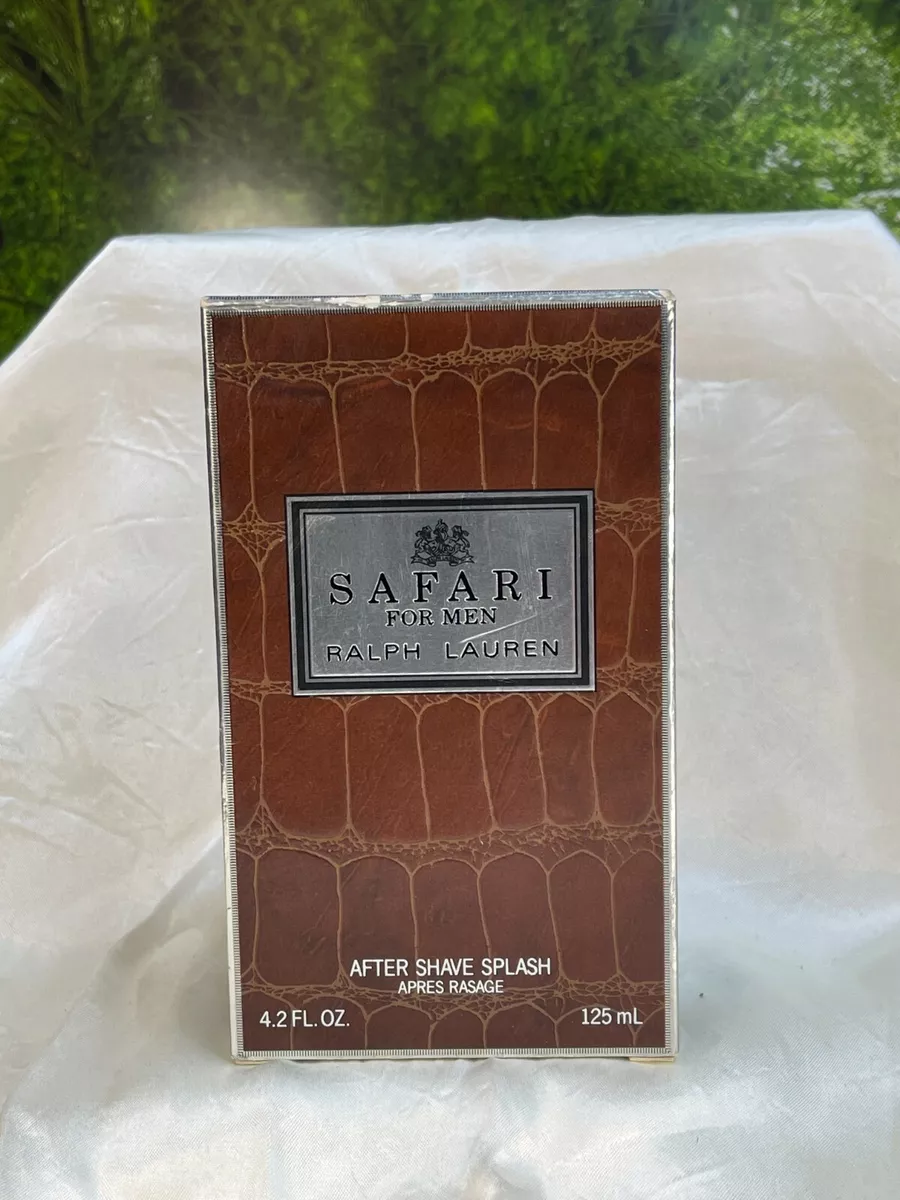 SAFARI
FOR MEN
RALPH LAUREN
AFTER SHAVE SPLASH
APRES RASAGE
4.2 FL. OZ. 125 mL